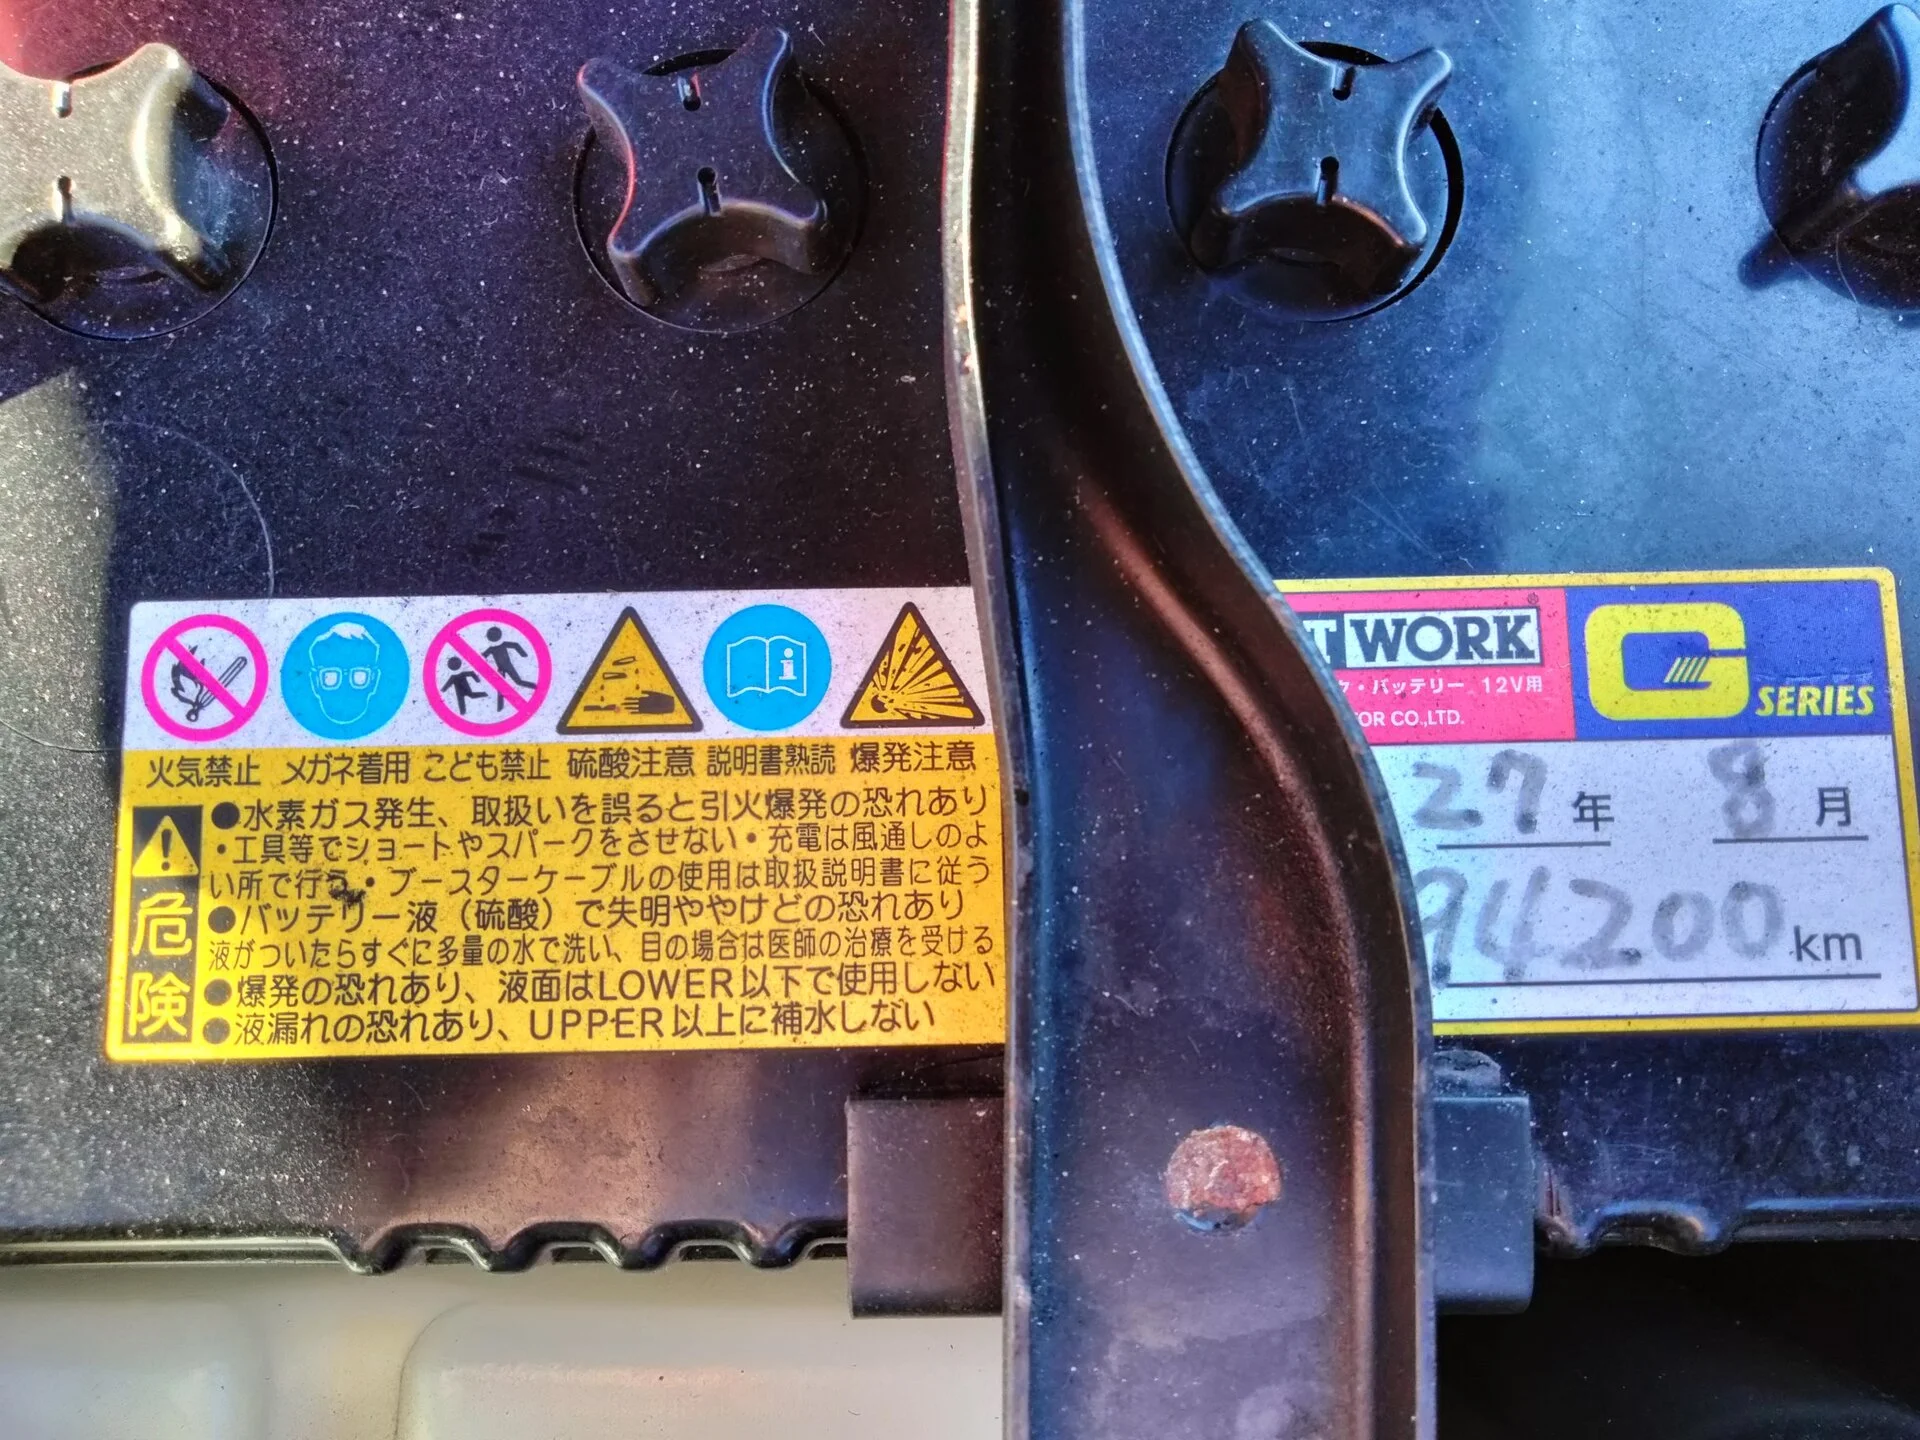 火気禁止 メガネ着用 こども禁止 硫酸注意 説明書熟読 爆発注意
危険
●水素ガス発生、取扱いを誤ると引火爆発の恐れあり
・工具等でショートやスパークをさせない・充電は風通しのよ
い所で行う・ブースターケーブルの使用は取扱説明書に従う
●バッテリー液(硫酸)で失明ややけどの恐れあり
液がついたらすぐに多量の水で洗い、目の場合は医師の治療を受ける
●爆発の恐れあり、液面はLOWER以下で使用しない
●液漏れの恐れあり、UPPER以上に補水しない
WORK®
・バッテリー 12V用
CO.,LTD.
G SERIES
27年 8月
94200km